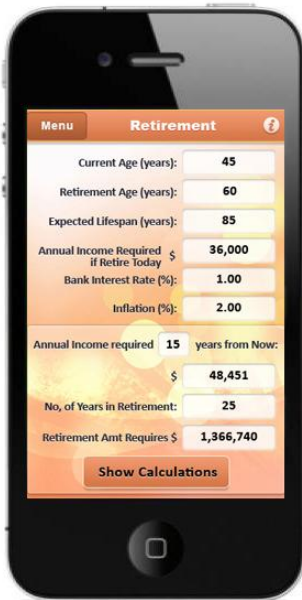 Menu Retirement i
Current Age (years): 45
Retirement Age (years): 60
Expected Lifespan (years): 85
Annual Income Required $ 36,000
if Retire Today
Bank Interest Rate (%): 1.00
Inflation (%): 2.00
Annual Income required 15 years from Now:
$ 48,451
No, of Years in Retirement: 25
Retirement Amt Requires $ 1,366,740
Show Calculations